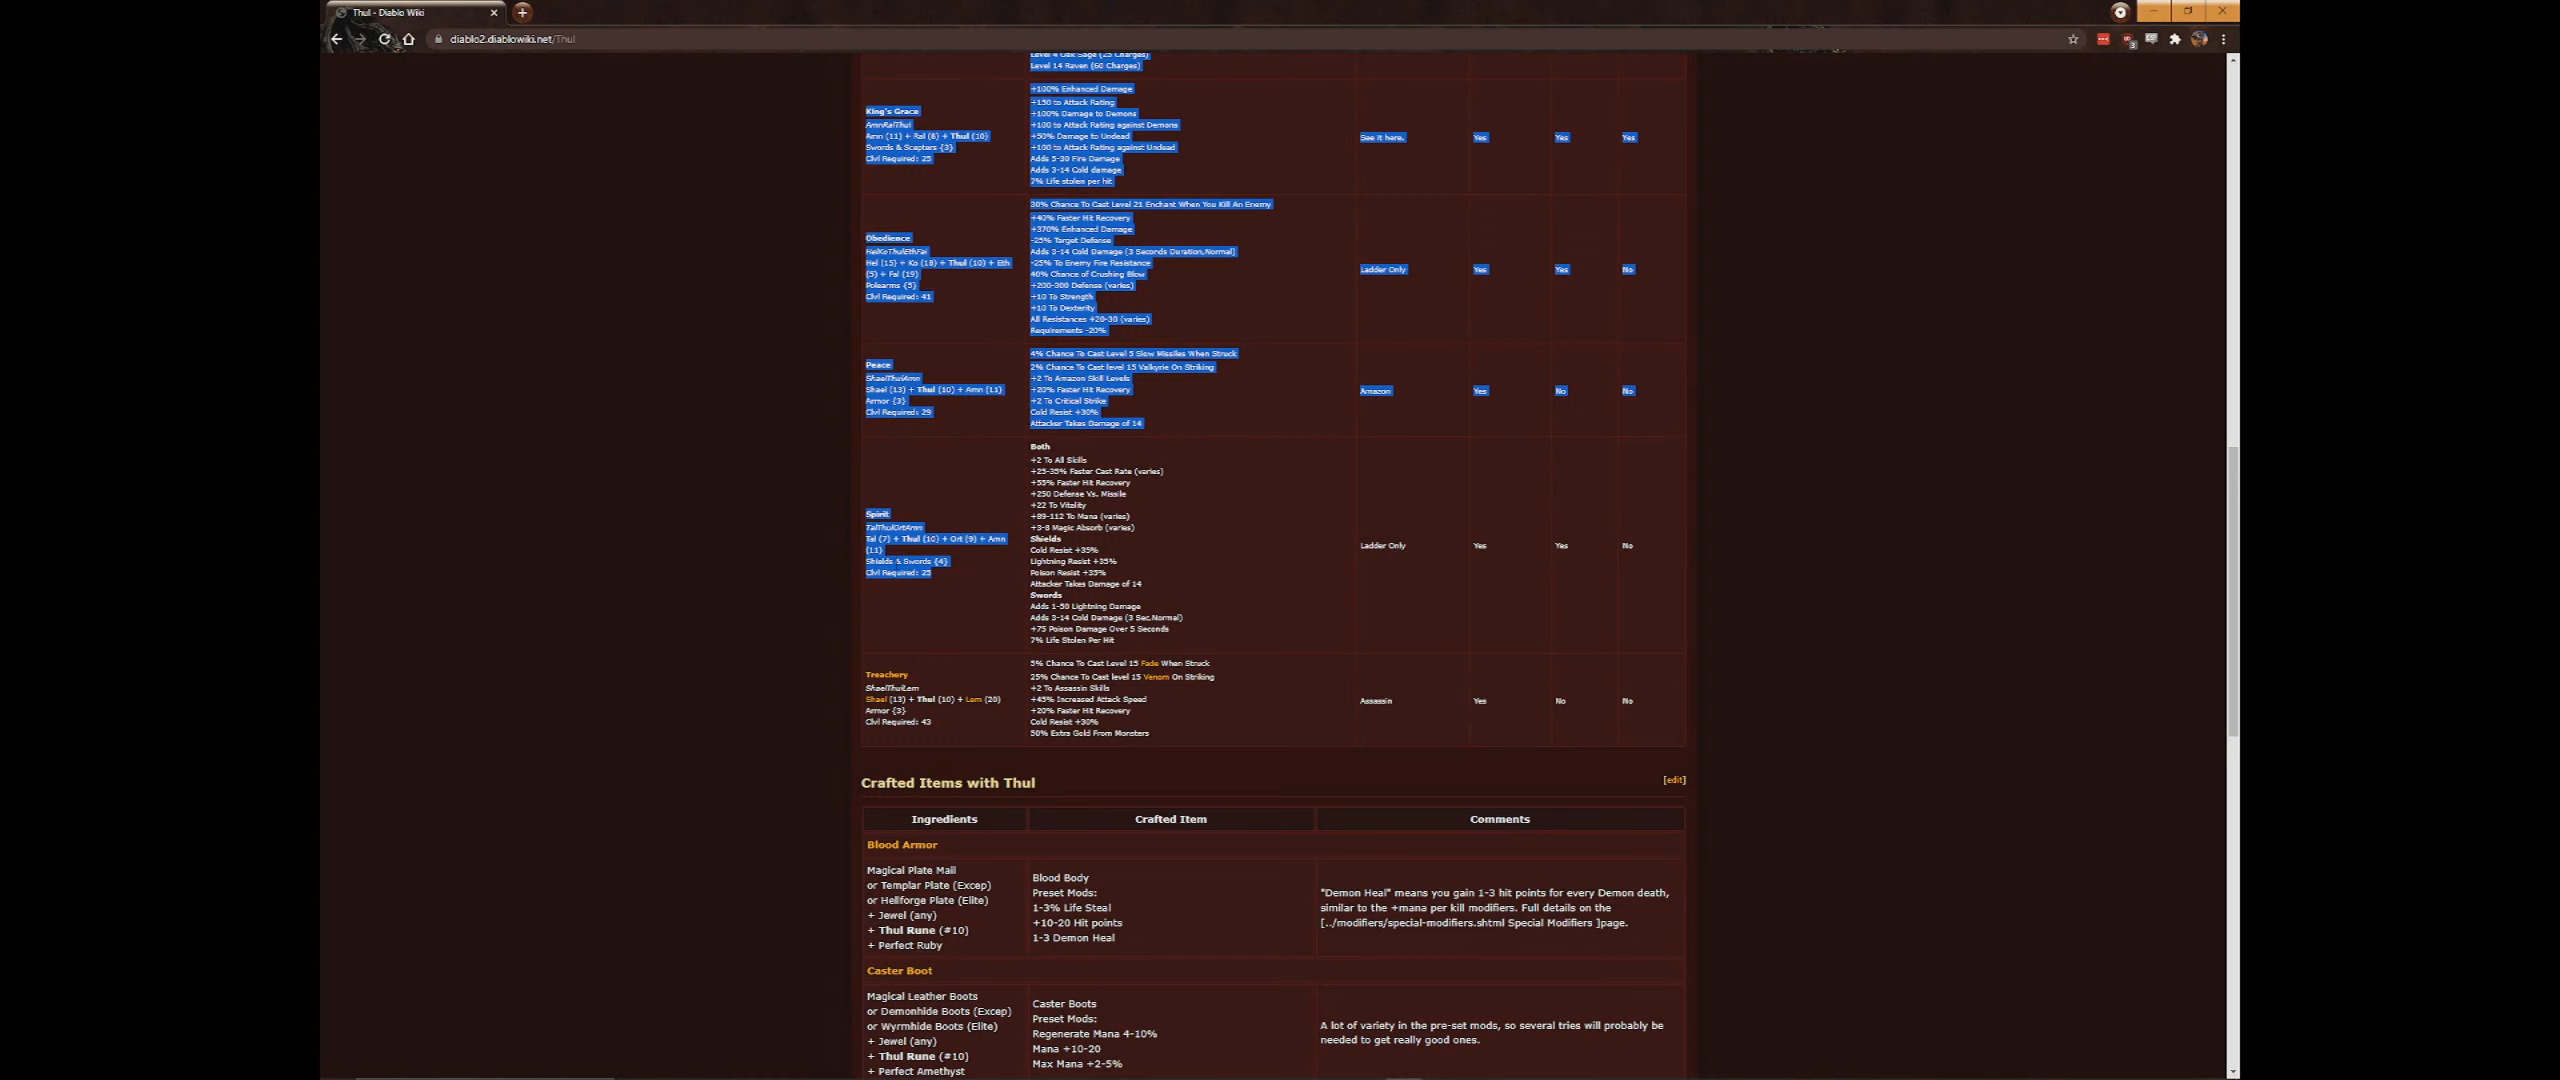 Thul - Diablo Wiki
diablo2.diablowiki.net/Thul
Level 4 Oak Sage (25 Charges)
Level 14 Raven (60 Charges)
King's Grace
AmnRalThul
Amn (11) + Ral (8) + Thul (10)
Swords & Scepters {3}
Clvl Required: 25
+100% Enhanced Damage
+150 to Attack Rating
+100% Damage to Demons
+100 to Attack Rating against Demons
+50% Damage to Undead
+100 to Attack Rating against Undead
Adds 5-30 Fire Damage
Adds 3-14 Cold damage
7% Life stolen per hit
See it here.
Yes
Yes
Yes
Obedience
HelKoThulEthFal
Hel (15) + Ko (18) + Thul (10) + Eth
(5) + Fal (19)
Polearms {5}
Clvl Required: 41
30% Chance To Cast Level 21 Enchant When You Kill An Enemy
+40% Faster Hit Recovery
+370% Enhanced Damage
-25% Target Defense
Adds 3-14 Cold Damage (3 Seconds Duration,Normal)
-25% To Enemy Fire Resistance
40% Chance of Crushing Blow
+200-300 Defense (varies)
+10 To Strength
+10 To Dexterity
All Resistances +20-30 (varies)
Requirements -20%
Ladder Only
Yes
Yes
No
Peace
ShaelThulAmn
Shael (13) + Thul (10) + Amn (11)
Armor {3}
Clvl Required: 29
4% Chance To Cast Level 5 Slow Missiles When Struck
2% Chance To Cast level 15 Valkyrie On Striking
+2 To Amazon Skill Levels
+20% Faster Hit Recovery
+2 To Critical Strike
Cold Resist +30%
Attacker Takes Damage of 14
Amazon
Yes
No
No
Spirit
TalThulOrtAmn
Tal (7) + Thul (10) + Ort (9) + Amn
(11)
Shields & Swords {4}
Clvl Required: 25
Both
+2 To All Skills
+25-35% Faster Cast Rate (varies)
+55% Faster Hit Recovery
+250 Defense Vs. Missile
+22 To Vitality
+89-112 To Mana (varies)
+3-8 Magic Absorb (varies)
Shields
Cold Resist +35%
Lightning Resist +35%
Poison Resist +35%
Attacker Takes Damage of 14
Swords
Adds 1-50 Lightning Damage
Adds 3-14 Cold Damage (3 Sec,Normal)
+75 Poison Damage Over 5 Seconds
7% Life Stolen Per Hit
Ladder Only
Yes
Yes
No
Treachery
ShaelThulLem
Shael (13) + Thul (10) + Lem (20)
Armor {3}
Clvl Required: 43
5% Chance To Cast Level 15 Fade When Struck
25% Chance To Cast level 15 Venom On Striking
+2 To Assassin Skills
+45% Increased Attack Speed
+20% Faster Hit Recovery
Cold Resist +30%
50% Extra Gold From Monsters
Assassin
Yes
No
No
Crafted Items with Thul
[edit]
Ingredients
Crafted Item
Comments
Blood Armor
Magical Plate Mail
or Templar Plate (Excep)
or Hellforge Plate (Elite)
+ Jewel (any)
+ Thul Rune (#10)
+ Perfect Ruby
Blood Body
Preset Mods:
1-3% Life Steal
+10-20 Hit points
1-3 Demon Heal
"Demon Heal" means you gain 1-3 hit points for every Demon death,
similar to the +mana per kill modifiers. Full details on the
[../modifiers/special-modifiers.shtml Special Modifiers ]page.
Caster Boot
Magical Leather Boots
or Demonhide Boots (Excep)
or Wyrmhide Boots (Elite)
+ Jewel (any)
+ Thul Rune (#10)
+ Perfect Amethyst
Caster Boots
Preset Mods:
Regenerate Mana 4-10%
Mana +10-20
Max Mana +2-5%
A lot of variety in the pre-set mods, so several tries will probably be
needed to get really good ones.